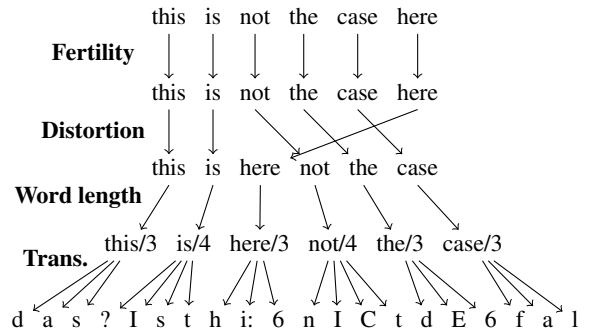 this is not the case here
Fertility
this is not the case here
Distortion
this is here not the case
Word length
this/3 is/4 here/3 not/4 the/3 case/3
Trans.
d a s ? I s t h i: 6 n I C t d E 6 f a l